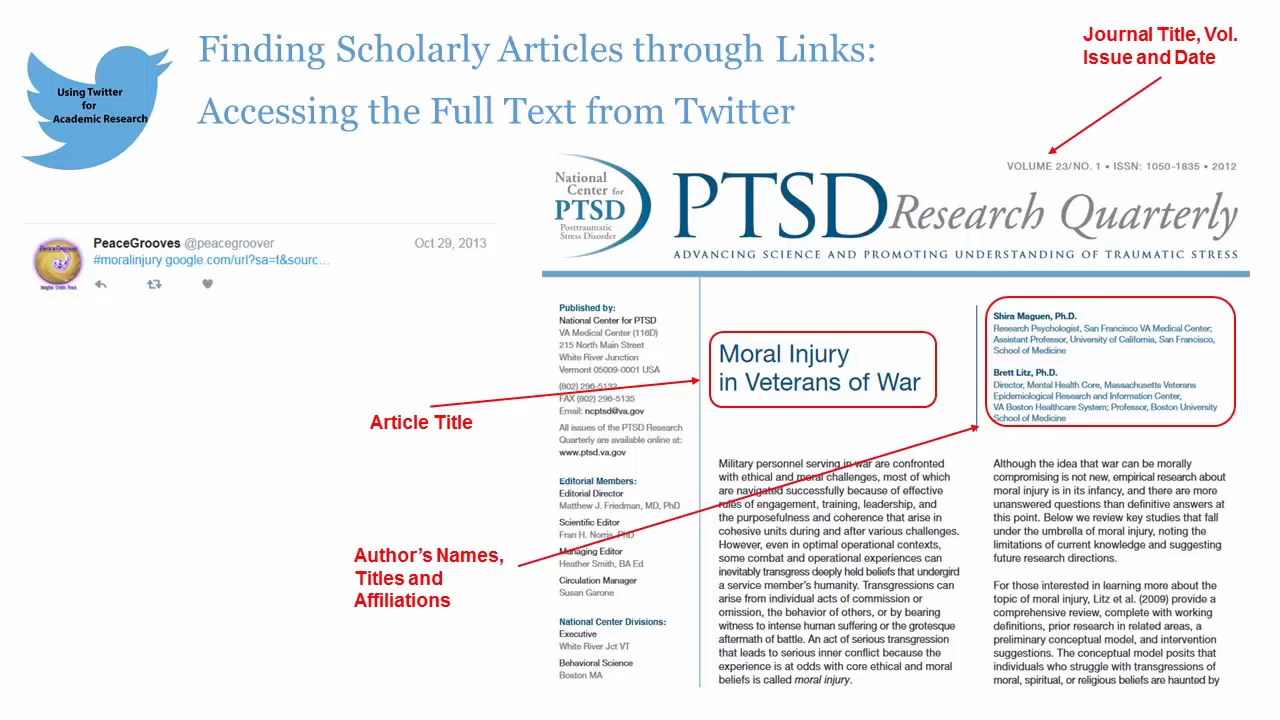 Using Twitter
for
Academic Research
Finding Scholarly Articles through Links:
Accessing the Full Text from Twitter
Journal Title, Vol.
Issue and Date
PeaceGrooves @peacegroover
Oct 29, 2013
#moralinjury google.com/url?sa=t&sourc…
VOLUME 23/NO. 1 • ISSN: 1050-1835 • 2012
National
Center for
PTSD
Posttraumatic
Stress Disorder
PTSD Research Quarterly
ADVANCING SCIENCE AND PROMOTING UNDERSTANDING OF TRAUMATIC STRESS
Published by:
National Center for PTSD
VA Medical Center (116D)
215 North Main Street
White River Junction
Vermont 05009-0001 USA
(802) 296-5132
FAX (802) 296-5135
Email: ncptsd@va.gov
All issues of the PTSD Research
Quarterly are available online at:
www.ptsd.va.gov
Editorial Members:
Editorial Director
Matthew J. Friedman, MD, PhD
Scientific Editor
Fran H. Norris, PhD
Managing Editor
Heather Smith, BA Ed
Circulation Manager
Susan Garone
National Center Divisions:
Executive
White River Jct VT
Behavioral Science
Boston MA
Article Title
Author's Names,
Titles and
Affiliations
Moral Injury
in Veterans of War
Shira Maguen, Ph.D.
Research Psychologist, San Francisco VA Medical Center;
Assistant Professor, University of California, San Francisco,
School of Medicine
Brett Litz, Ph.D.
Director, Mental Health Core, Massachusetts Veterans
Epidemiological Research and Information Center,
VA Boston Healthcare System; Professor, Boston University
School of Medicine
Military personnel serving in war are confronted
with ethical and moral challenges, most of which
are navigated successfully because of effective
rules of engagement, training, leadership, and
the purposefulness and coherence that arise in
cohesive units during and after various challenges.
However, even in optimal operational contexts,
some combat and operational experiences can
inevitably transgress deeply held beliefs that undergird
a service member's humanity. Transgressions can
arise from individual acts of commission or
omission, the behavior of others, or by bearing
witness to intense human suffering or the grotesque
aftermath of battle. An act of serious transgression
that leads to serious inner conflict because the
experience is at odds with core ethical and moral
beliefs is called moral injury.
Although the idea that war can be morally
compromising is not new, empirical research about
moral injury is in its infancy, and there are more
unanswered questions than definitive answers at
this point. Below we review key studies that fall
under the umbrella of moral injury, noting the
limitations of current knowledge and suggesting
future research directions.
For those interested in learning more about the
topic of moral injury, Litz et al. (2009) provide a
comprehensive review, complete with working
definitions, prior research in related areas, a
preliminary conceptual model, and intervention
suggestions. The conceptual model posits that
individuals who struggle with transgressions of
moral, spiritual, or religious beliefs are haunted by